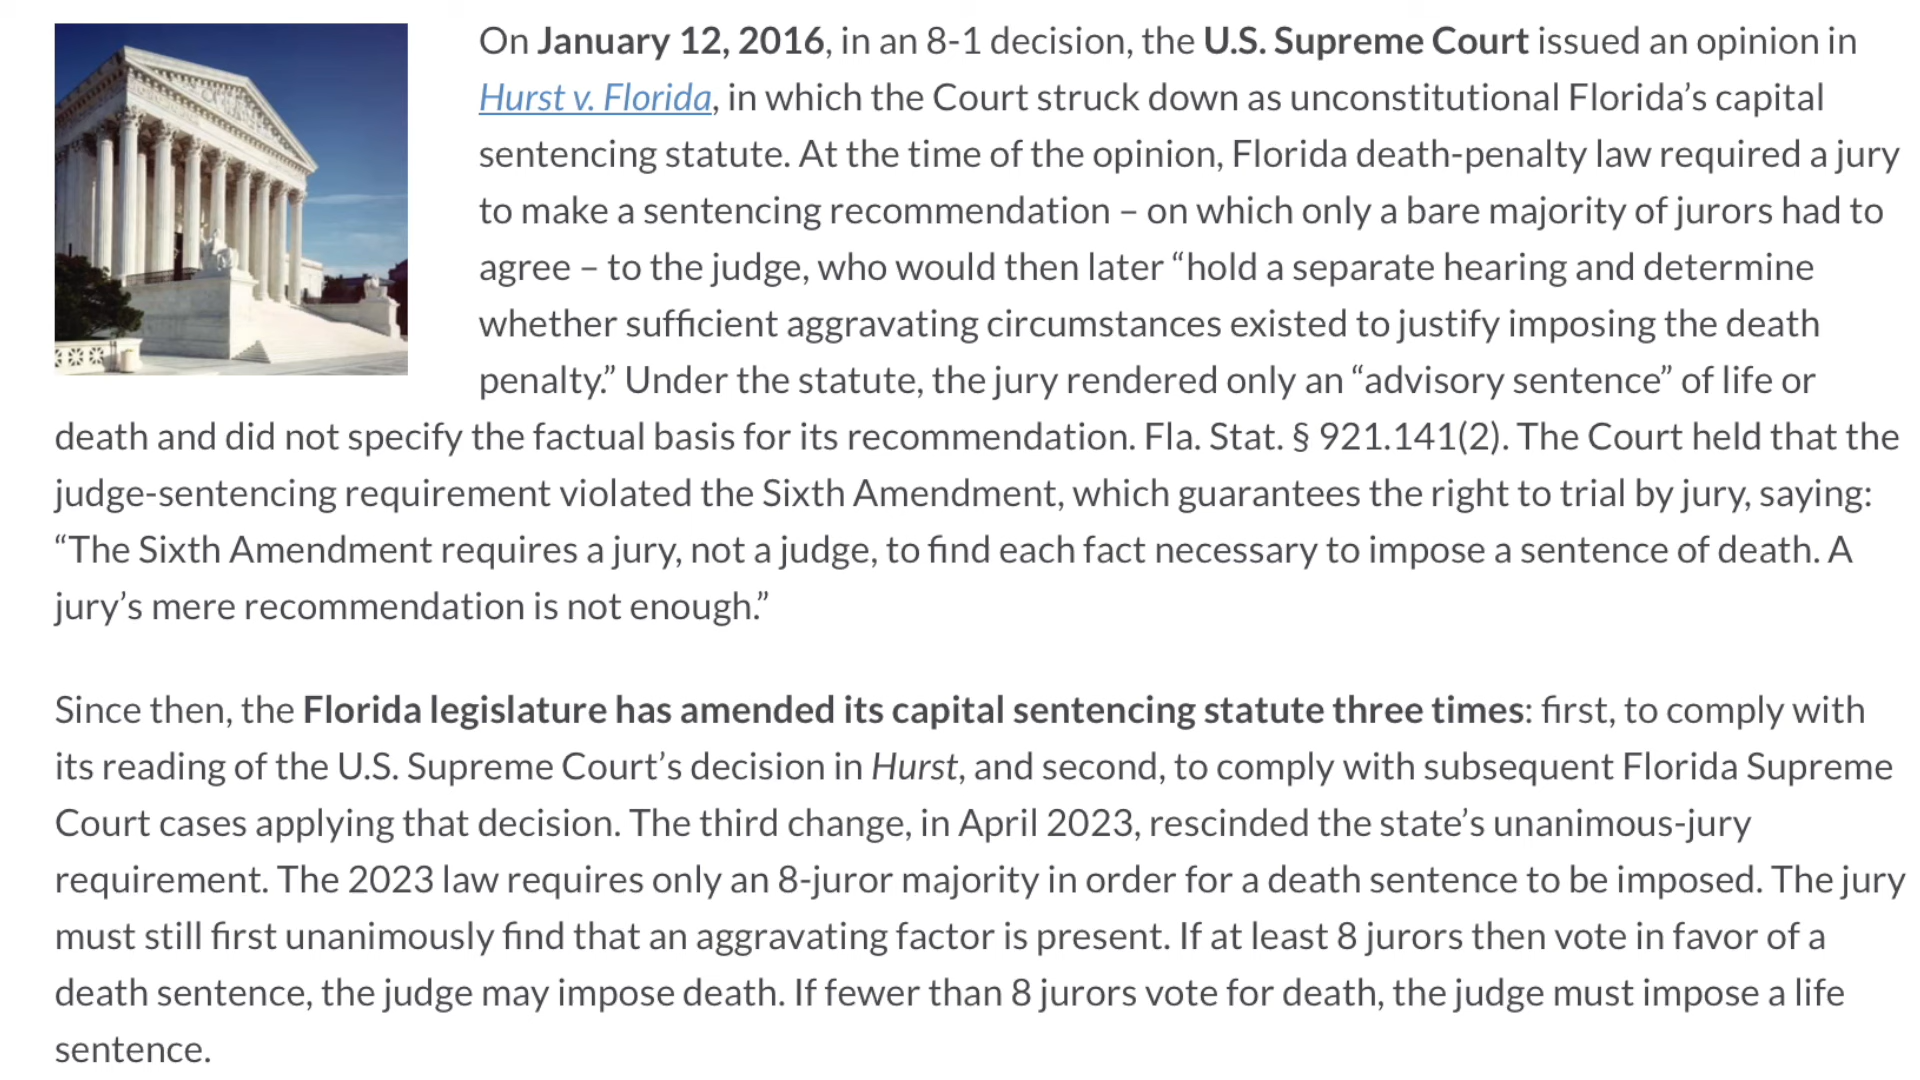 On January 12, 2016, in an 8-1 decision, the U.S. Supreme Court issued an opinion in
Hurst v. Florida, in which the Court struck down as unconstitutional Florida’s capital
sentencing statute. At the time of the opinion, Florida death-penalty law required a jury
to make a sentencing recommendation – on which only a bare majority of jurors had to
agree – to the judge, who would then later “hold a separate hearing and determine
whether sufficient aggravating circumstances existed to justify imposing the death
penalty.” Under the statute, the jury rendered only an “advisory sentence” of life or
death and did not specify the factual basis for its recommendation. Fla. Stat. § 921.141(2). The Court held that the
judge-sentencing requirement violated the Sixth Amendment, which guarantees the right to trial by jury, saying:
“The Sixth Amendment requires a jury, not a judge, to find each fact necessary to impose a sentence of death. A
jury’s mere recommendation is not enough.”
Since then, the Florida legislature has amended its capital sentencing statute three times: first, to comply with
its reading of the U.S. Supreme Court’s decision in Hurst, and second, to comply with subsequent Florida Supreme
Court cases applying that decision. The third change, in April 2023, rescinded the state’s unanimous-jury
requirement. The 2023 law requires only an 8-juror majority in order for a death sentence to be imposed. The jury
must still first unanimously find that an aggravating factor is present. If at least 8 jurors then vote in favor of a
death sentence, the judge may impose death. If fewer than 8 jurors vote for death, the judge must impose a life
sentence.